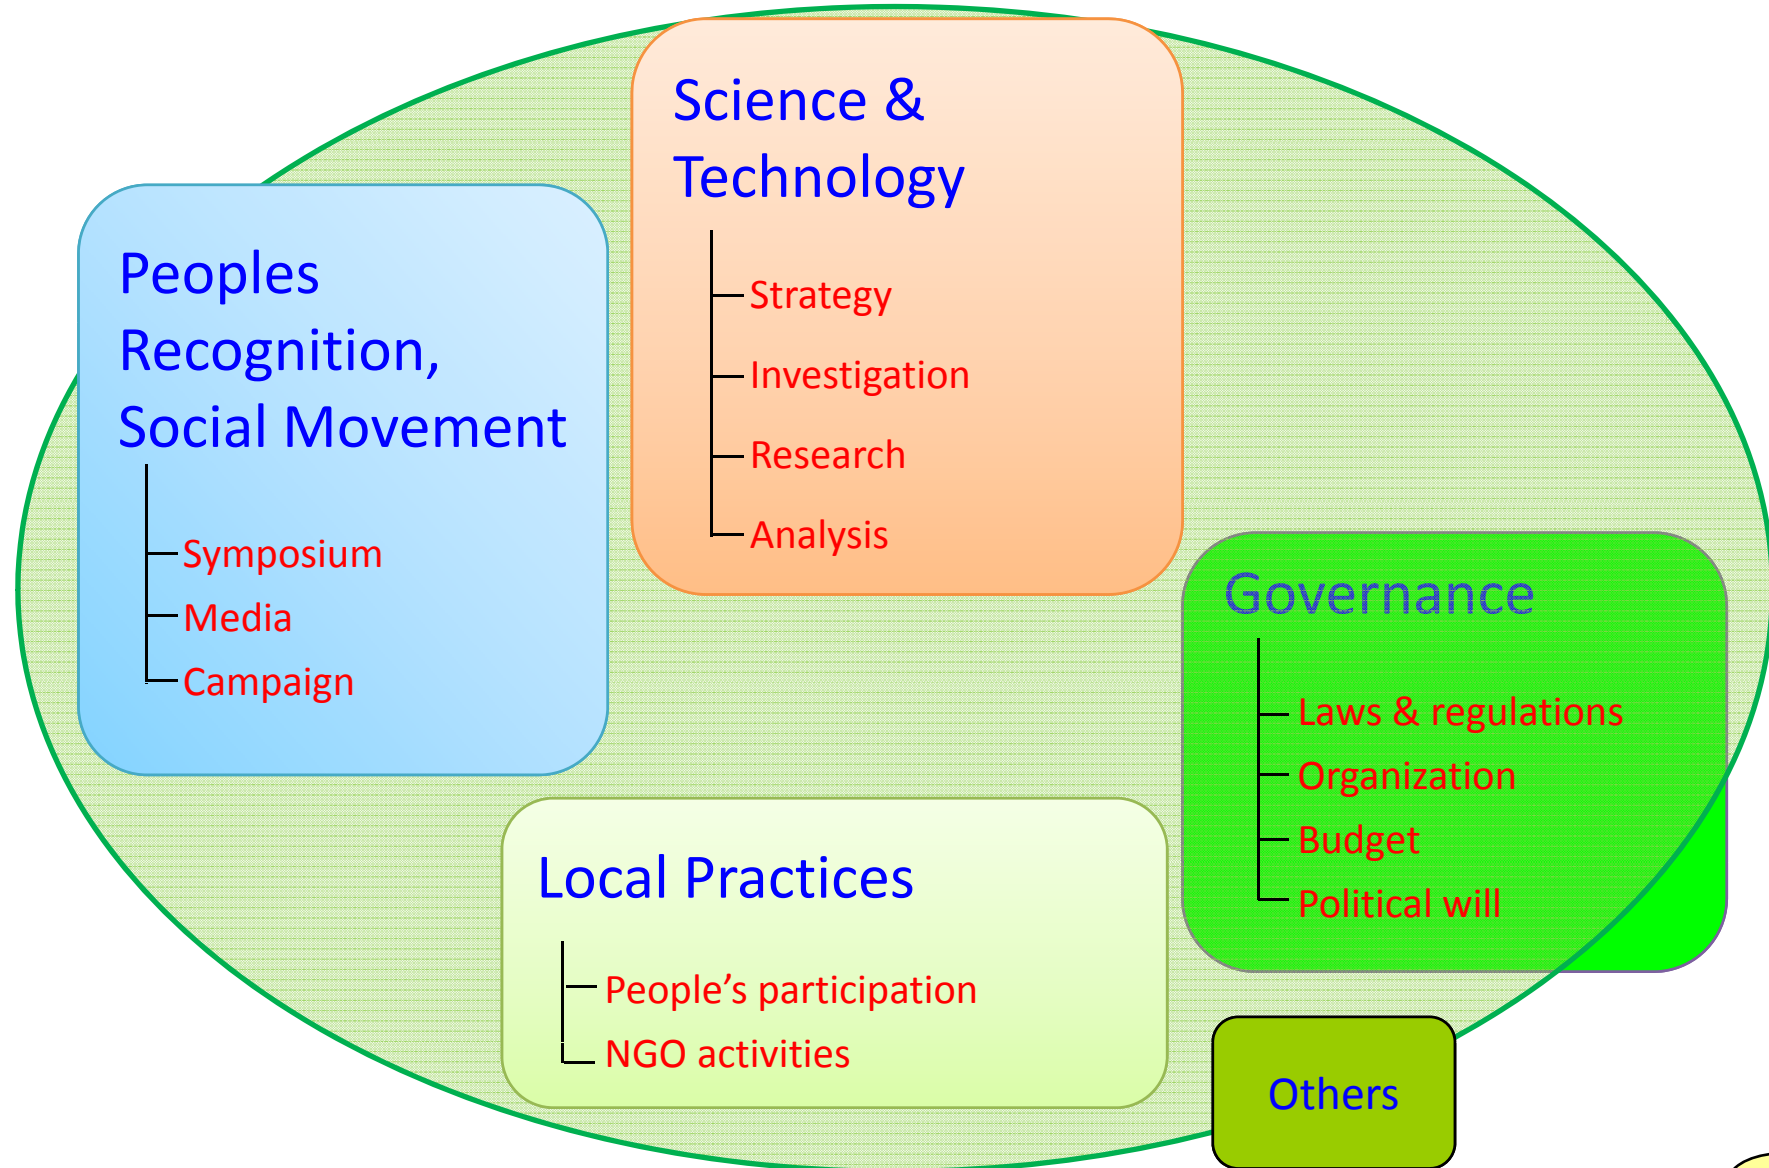 Science &
Technology
Strategy
Investigation
Research
Analysis
Peoples
Recognition,
Social Movement
Symposium
Media
Campaign
Governance
Laws & regulations
Organization
Budget
Political will
Local Practices
People’s participation
NGO activities
Others